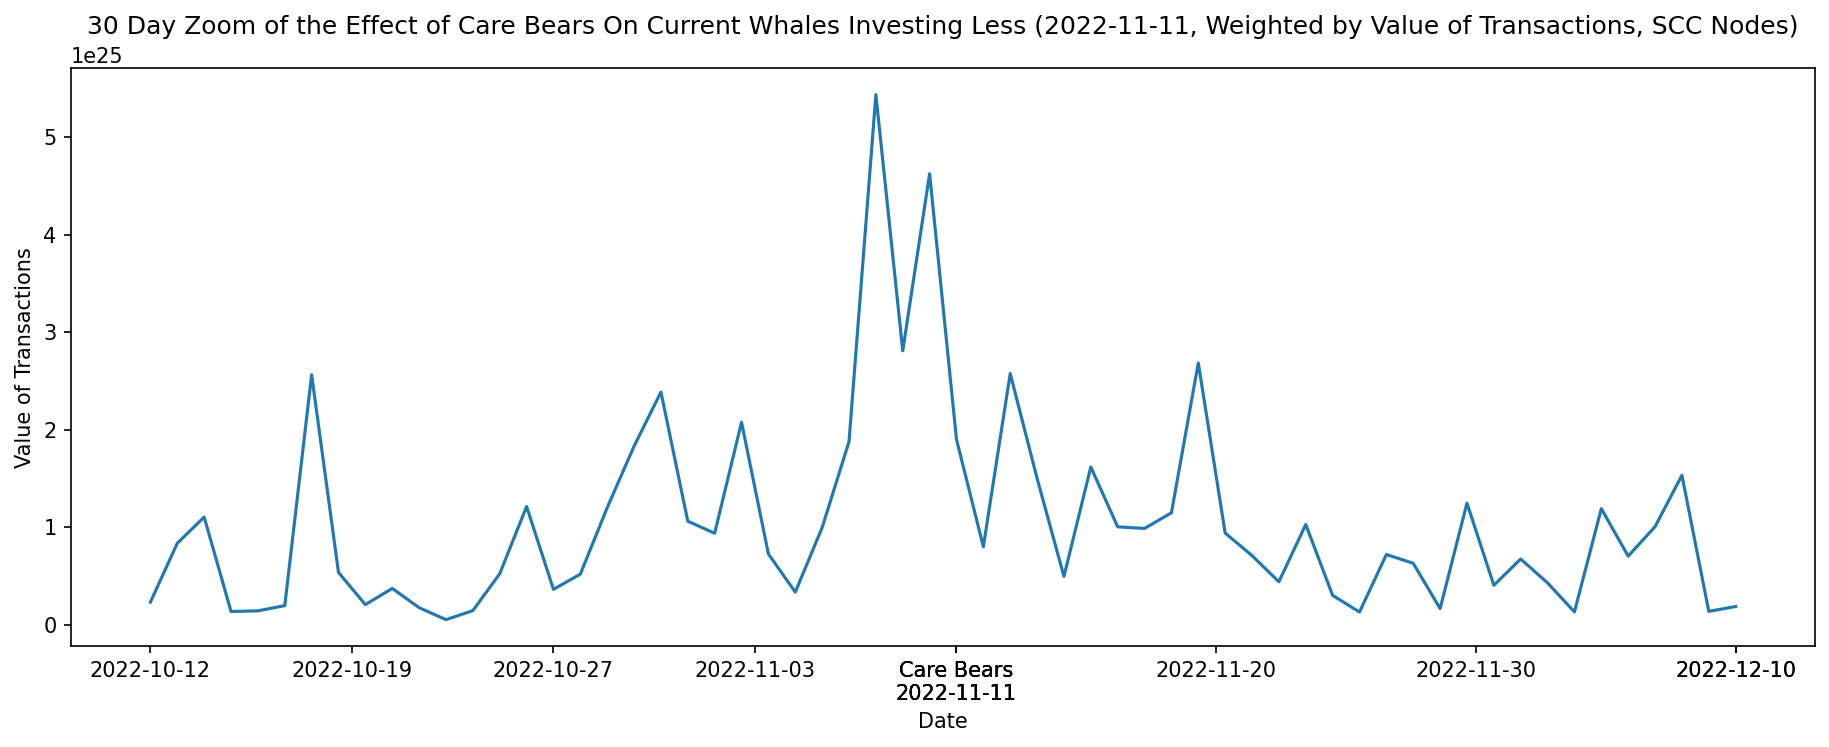 30 Day Zoom of the Effect of Care Bears On Current Whales Investing Less (2022-11-11, Weighted by Value of Transactions, SCC Nodes)
1e25
5
4
3
2
1
0
Value of Transactions
2022-10-12
2022-10-19
2022-10-27
2022-11-03
Care Bears
2022-11-11
2022-11-20
2022-11-30
2022-12-10
Date